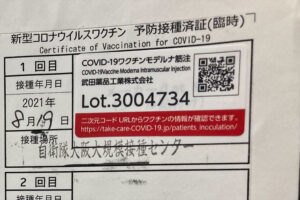 新型コロナウイルスワクチン 予防接種済証(臨時)
Certificate of Vaccination for COVID-19
1 回目
接種年月日
2021年
8月19日
接種場所
COVID-19ワクチンモデルナ筋注
COVID-19 Vaccine Moderna Intramuscular Injection
武田薬品工業株式会社
Lot.3004734
二次元コード URLからワクチンの情報が確認できます。
https://take-care-COVID-19.jp/patients_inoculation/
自衛隊大阪大規模接種センター
2 回目